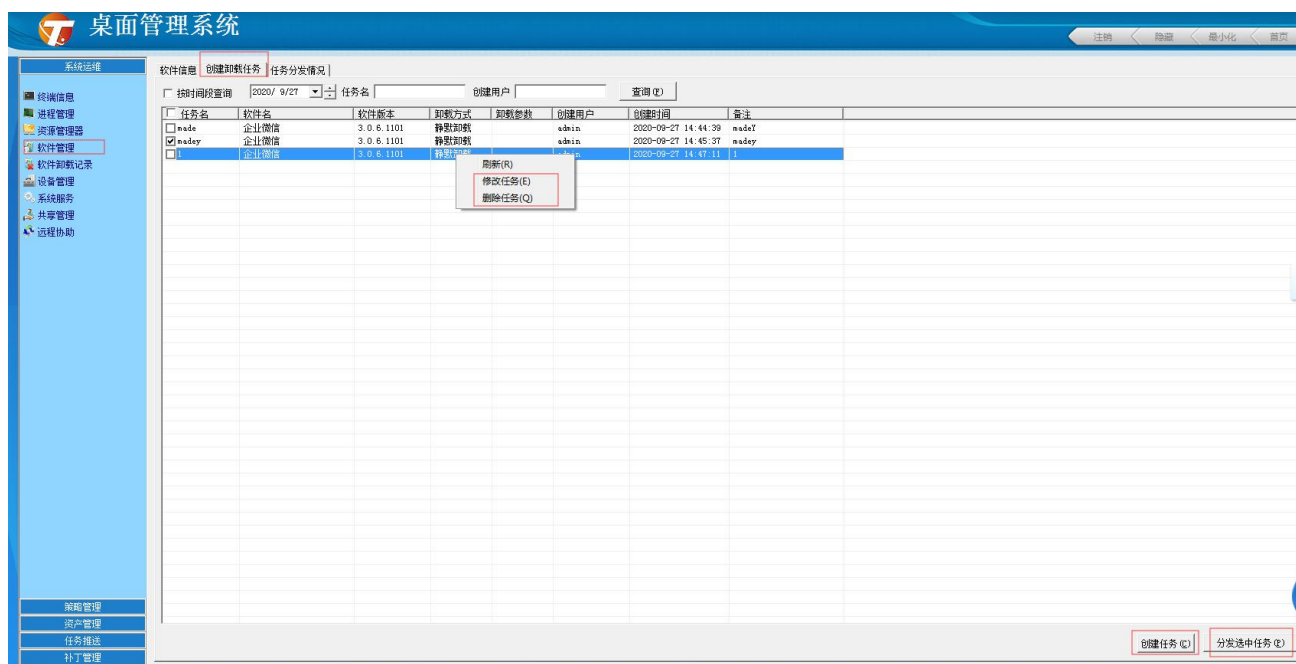 桌面管理系统
注销 隐藏 最小化 首页
系统运维
终端信息
进程管理
资源管理器
软件管理
软件卸载记录
设备管理
系统服务
共享管理
远程协助
策略管理
资产管理
任务推送
补丁管理
软件信息 创建卸载任务 任务分发情况
按时间段查询 2020/ 9/27 任务名 创建用户 查询(F)
任务名 软件名 软件版本 卸载方式 卸载参数 创建用户 创建时间 备注
made 企业微信 3.0.6.1101 静默卸载 admin 2020-09-27 14:44:39 madeY
madey 企业微信 3.0.6.1101 静默卸载 admin 2020-09-27 14:45:37 madey
1 企业微信 3.0.6.1101 静默卸载 admin 2020-09-27 14:47:11 1
刷新(R)
修改任务(E)
删除任务(Q)
创建任务(C) 分发选中任务(P)